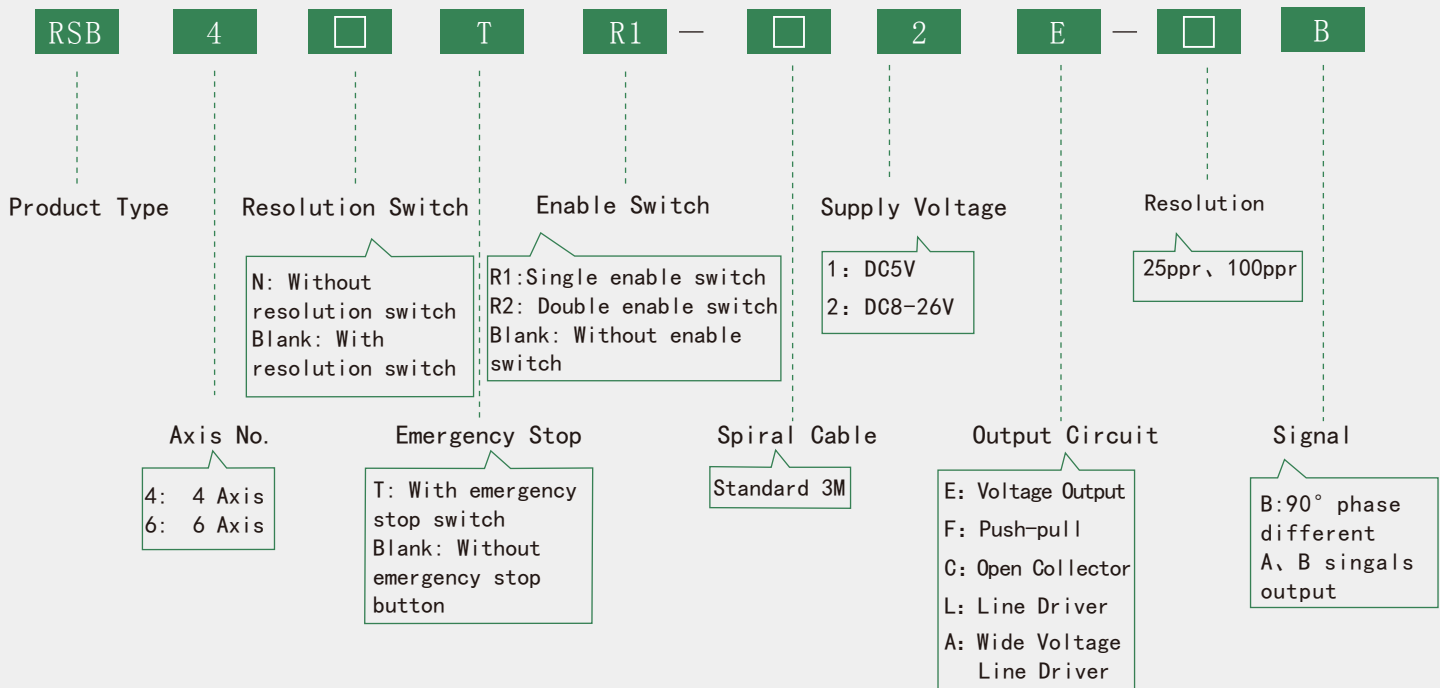 RSB 4 □ T R1 — □ 2 E — □ B
Product Type
Resolution Switch
N: Without
resolution switch
Blank: With
resolution switch
Enable Switch
R1:Single enable switch
R2: Double enable switch
Blank: Without enable
switch
Supply Voltage
1: DC5V
2: DC8-26V
Resolution
25ppr、100ppr
Axis No.
4: 4 Axis
6: 6 Axis
Emergency Stop
T: With emergency
stop switch
Blank: Without
emergency stop
button
Spiral Cable
Standard 3M
Output Circuit
E: Voltage Output
F: Push-pull
C: Open Collector
L: Line Driver
A: Wide Voltage
Line Driver
Signal
B:90° phase
different
A、B singals
output